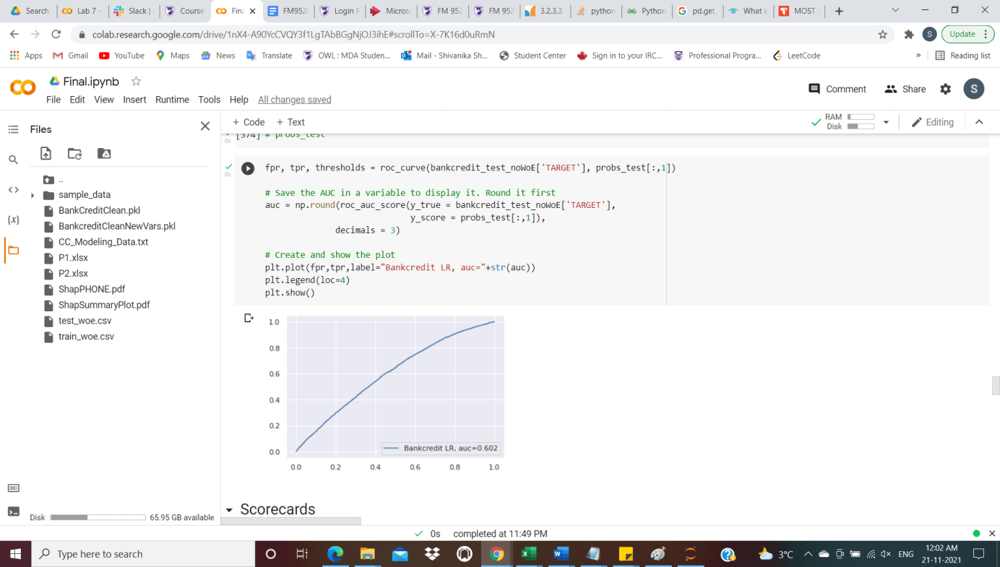 Search
Lab 7 -
Slack |
Course
Fina
FM952
Login R
Microso
FM 952
FM 952
3.2.3.3.
python
Python
pd.get_
What is
MOST
colab.research.google.com/drive/1nX4-A90YcCVQY3f1LgTAbBGgNjOJ3ihE#scrollTo=X-7K16d0uRmN
S
Update
Apps
Gmail
YouTube
Maps
News
Translate
OWL : MDA Studen...
Mail - Shivanika Sh...
Student Center
Sign in to your IRC...
Professional Progra...
LeetCode
»
Reading list
Final.ipynb
File Edit View Insert Runtime Tools Help All changes saved
Comment
Share
S
Files
+ Code + Text
RAM
Disk
Editing
..
sample_data
BankCreditClean.pkl
BankcreditCleanNewVars.pkl
CC_Modeling_Data.txt
P1.xlsx
P2.xlsx
ShapPHONE.pdf
ShapSummaryPlot.pdf
test_woe.csv
train_woe.csv
Disk
65.95 GB available
0s
[374] # probs_test
0s
fpr, tpr, thresholds = roc_curve(bankcredit_test_noWoE['TARGET'], probs_test[:,1])
# Save the AUC in a variable to display it. Round it first
auc = np.round(roc_auc_score(y_true = bankcredit_test_noWoE['TARGET'],
y_score = probs_test[:,1]),
decimals = 3)
# Create and show the plot
plt.plot(fpr,tpr,label="Bankcredit LR, auc="+str(auc))
plt.legend(loc=4)
plt.show()
1.0
0.8
0.6
0.4
0.2
0.0
Bankcredit LR, auc=0.602
0.0 0.2 0.4 0.6 0.8 1.0
Scorecards
0s completed at 11:49 PM
Type here to search
3°C
ENG
12:02 AM
21-11-2021